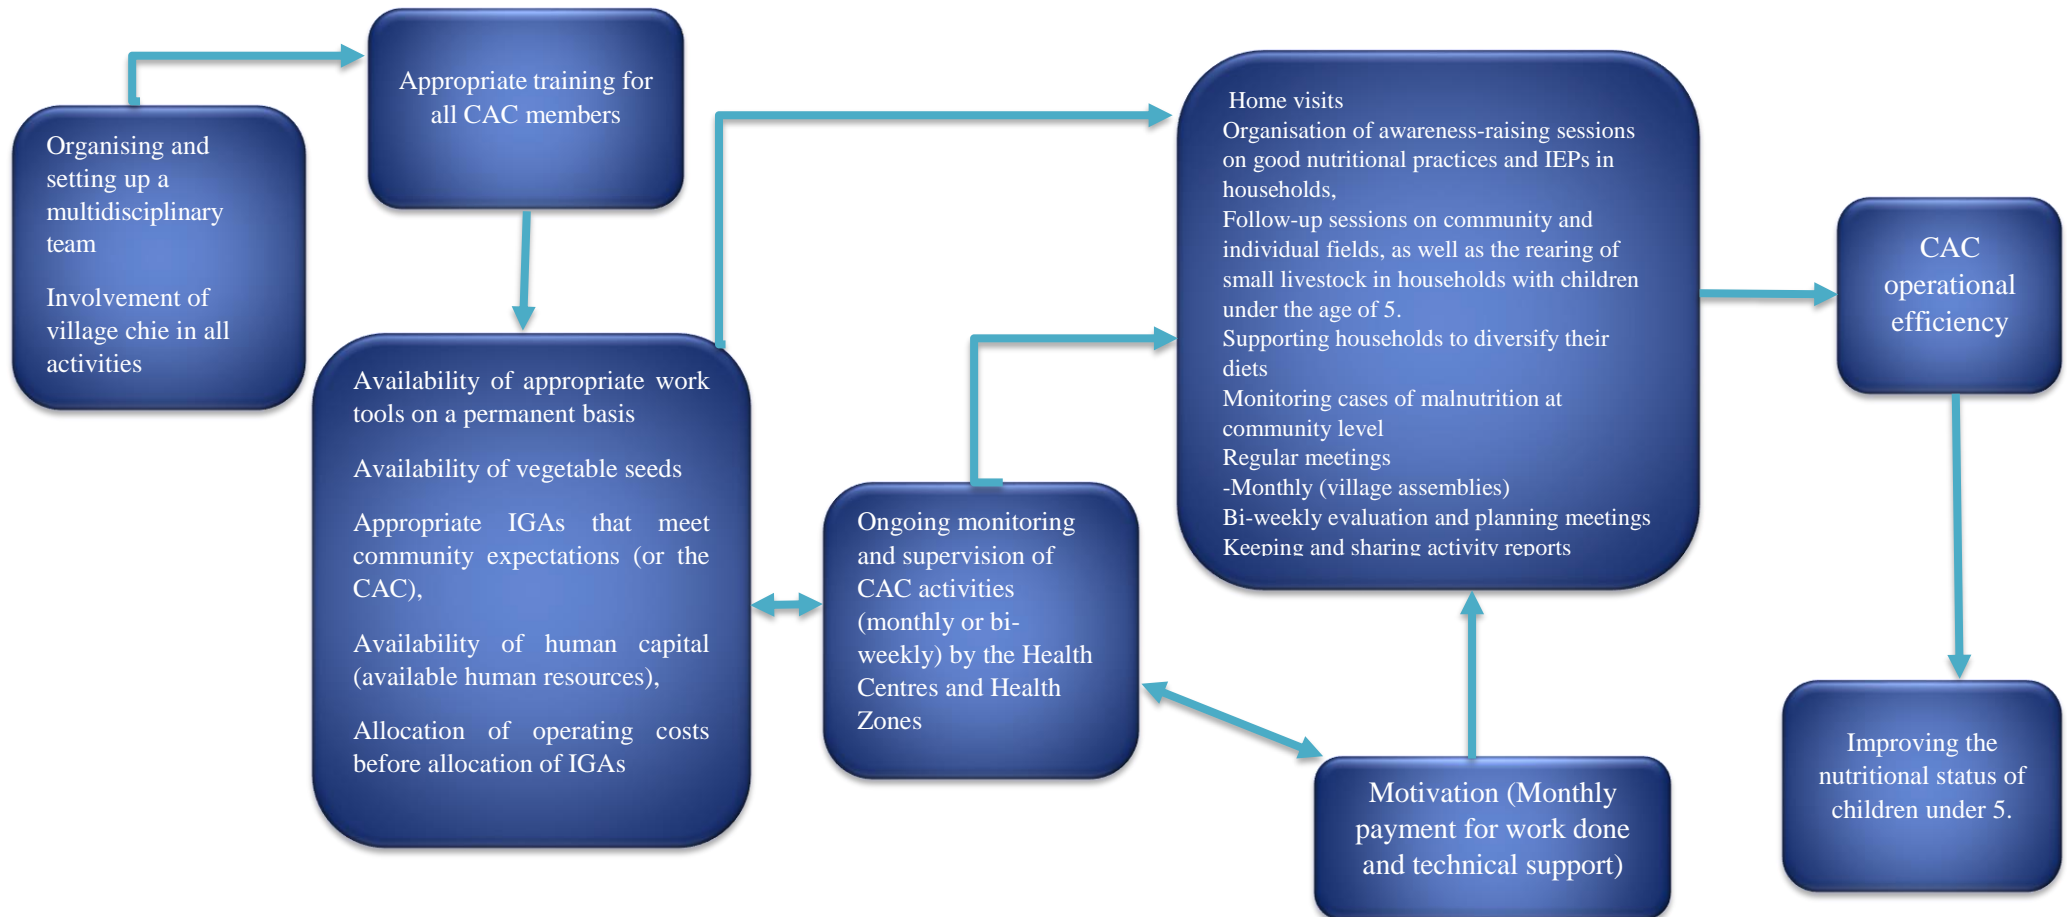 Organising and
setting up a
multidisciplinary
team
Involvement of
village chie in all
activities
Appropriate training for
all CAC members
Availability of appropriate work
tools on a permanent basis
Availability of vegetable seeds
Appropriate IGAs that meet
community expectations (or the
CAC),
Availability of human capital
(available human resources),
Allocation of operating costs
before allocation of IGAs
Ongoing monitoring
and supervision of
CAC activities
(monthly or bi-
weekly) by the Health
Centres and Health
Zones
Home visits
Organisation of awareness-raising sessions
on good nutritional practices and IEPs in
households,
Follow-up sessions on community and
individual fields, as well as the rearing of
small livestock in households with children
under the age of 5.
Supporting households to diversify their
diets
Monitoring cases of malnutrition at
community level
Regular meetings
-Monthly (village assemblies)
Bi-weekly evaluation and planning meetings
Keeping and sharing activity reports
Motivation (Monthly
payment for work done
and technical support)
CAC
operational
efficiency
Improving the
nutritional status of
children under 5.